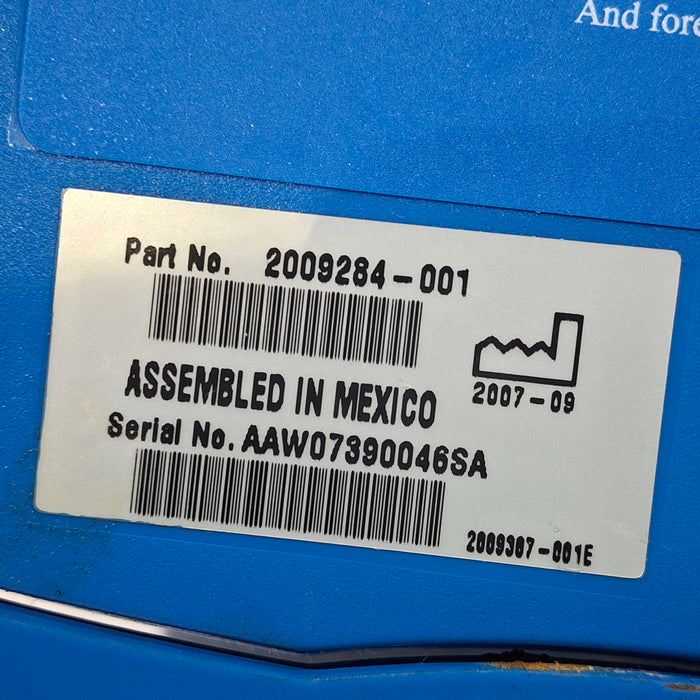 And fore
Part No. 2009284-001
2007-09
ASSEMBLED IN MEXICO
Serial No. AAW07390046SA
2009307-001E